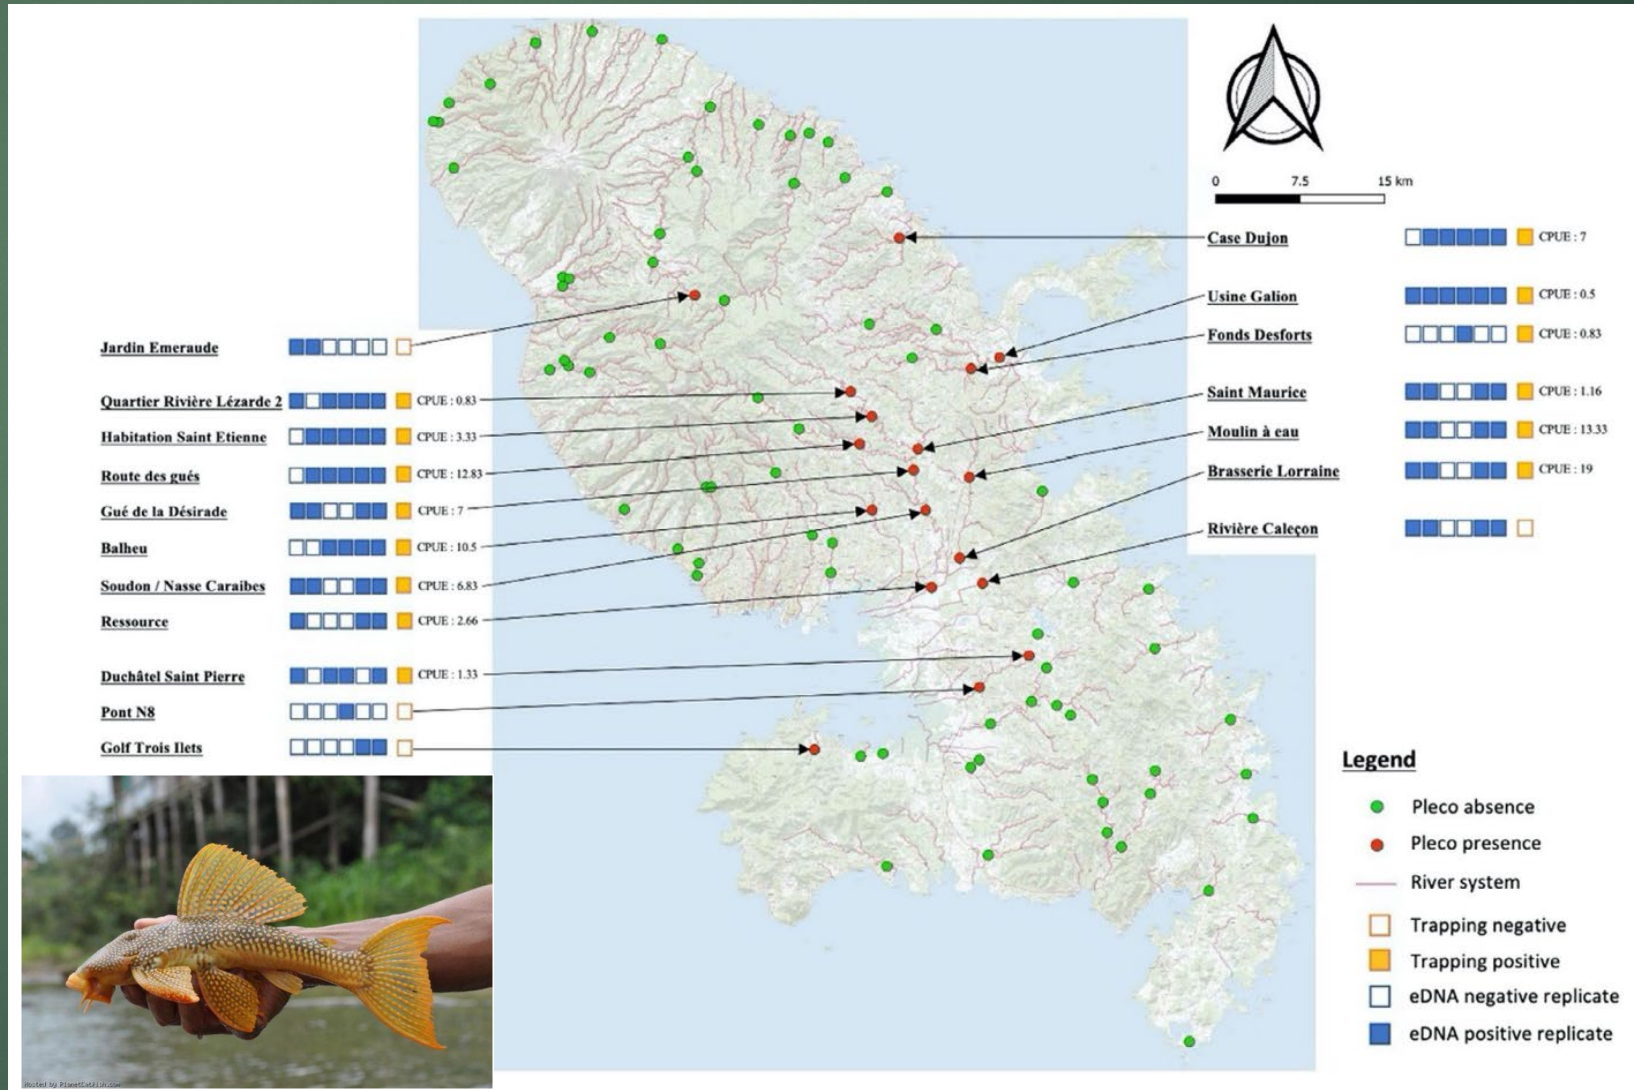 0 7.5 15 km
Case Dujon CPUE : 7
Usine Galion CPUE : 0.5
Fonds Desforts CPUE : 0.83
Saint Maurice CPUE : 1.16
Moulin à eau CPUE : 13.33
Brasserie Lorraine CPUE : 19
Rivière Caleçon
Jardin Emeraude
Quartier Rivière Lézarde 2 CPUE : 0.83
Habitation Saint Etienne CPUE : 3.33
Route des gués CPUE : 12.83
Gué de la Désirade CPUE : 7
Balheu CPUE : 10.5
Soudon / Nasse Caraibes CPUE : 6.83
Ressource CPUE : 2.66
Duchâtel Saint Pierre CPUE : 1.33
Pont N8
Golf Trois Ilets
Legend
Pleco absence
Pleco presence
River system
Trapping negative
Trapping positive
eDNA negative replicate
eDNA positive replicate
Hosted by PlanetCatfish.com